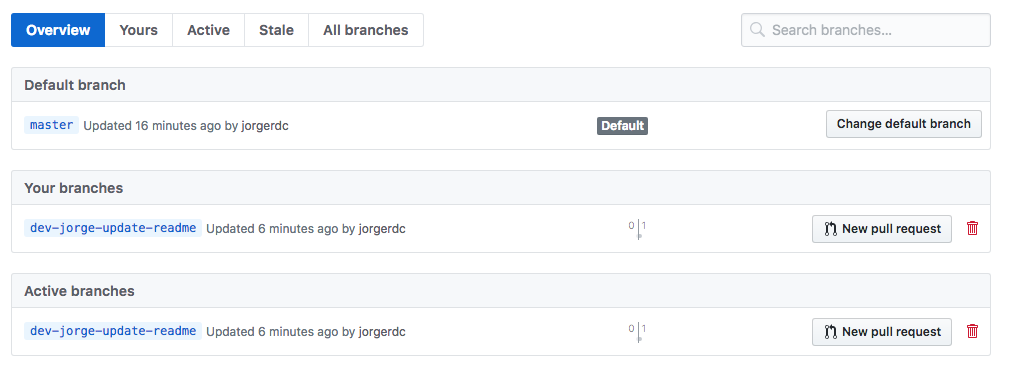 Overview Yours Active Stale All branches Search branches...
Default branch
master Updated 16 minutes ago by jorgerdc Default Change default branch
Your branches
dev-jorge-update-readme Updated 6 minutes ago by jorgerdc 0 1 New pull request
Active branches
dev-jorge-update-readme Updated 6 minutes ago by jorgerdc 0 1 New pull request